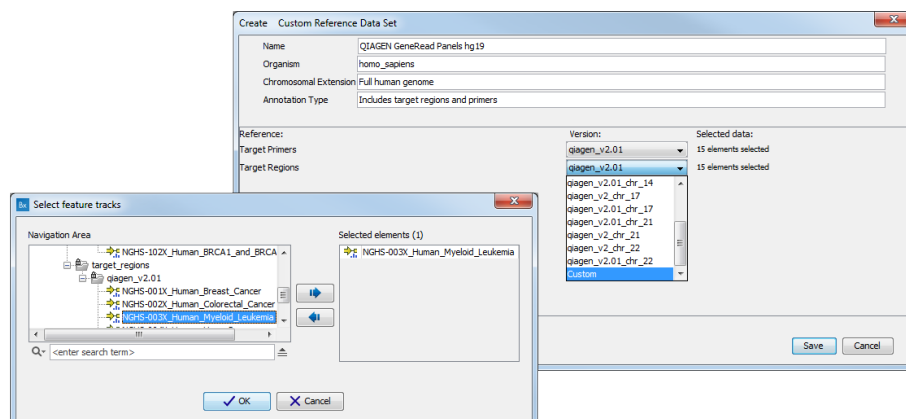 Create Custom Reference Data Set
Name QIAGEN GeneRead Panels hg19
Organism homo_sapiens
Chromosomal Extension Full human genome
Annotation Type Includes target regions and primers
Reference: Version: Selected data:
Target Primers qiagen_v2.01 15 elements selected
Target Regions qiagen_v2.01 15 elements selected
qiagen_v2.01_chr_14
qiagen_v2_chr_17
qiagen_v2.01_chr_17
qiagen_v2.01_chr_21
qiagen_v2_chr_21
qiagen_v2_chr_22
qiagen_v2.01_chr_22
Custom
Save Cancel
Bx Select feature tracks
Navigation Area
NGHS-102X_Human_BRCA1_and_BRCA
target_regions
qiagen_v2.01
NGHS-001X_Human_Breast_Cancer
NGHS-002X_Human_Colorectal_Cancer
NGHS-003X_Human_Myeloid_Leukemia
<enter search term>
Selected elements (1)
NGHS-003X_Human_Myeloid_Leukemia
OK Cancel